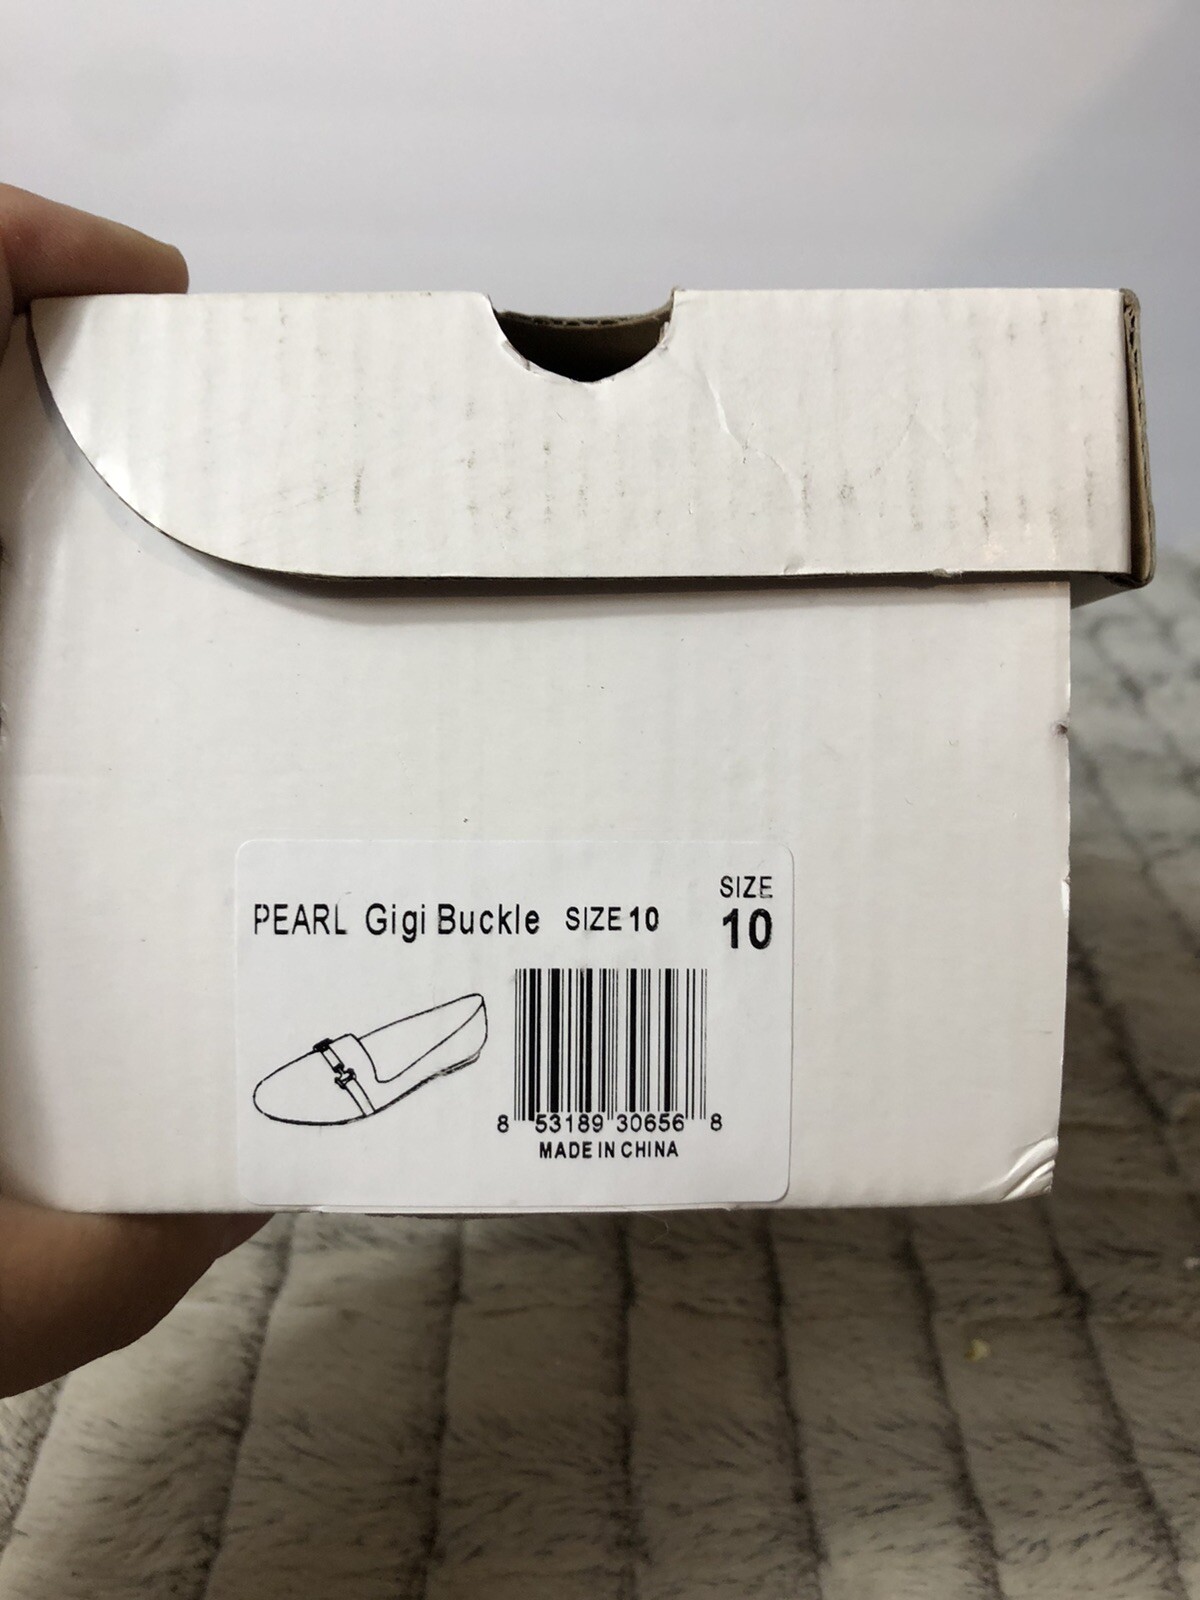 PEARL Gigi Buckle SIZE 10
SIZE
10
8 53189 30656 8
MADE IN CHINA